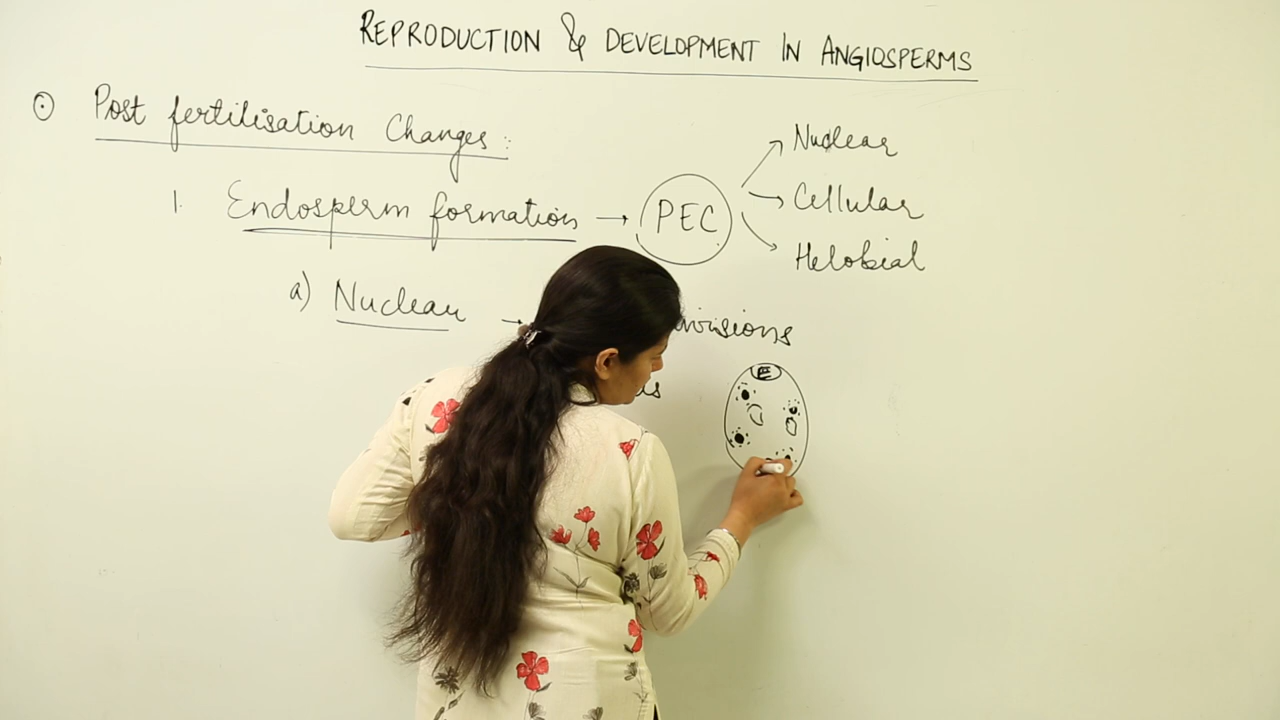 REPRODUCTION & DEVELOPMENT IN ANGIOSPERMS
⊙ Post fertilisation Changes:
1. Endosperm formation → PEC
Nuclear
Cellular
Helobial
a) Nuclear →